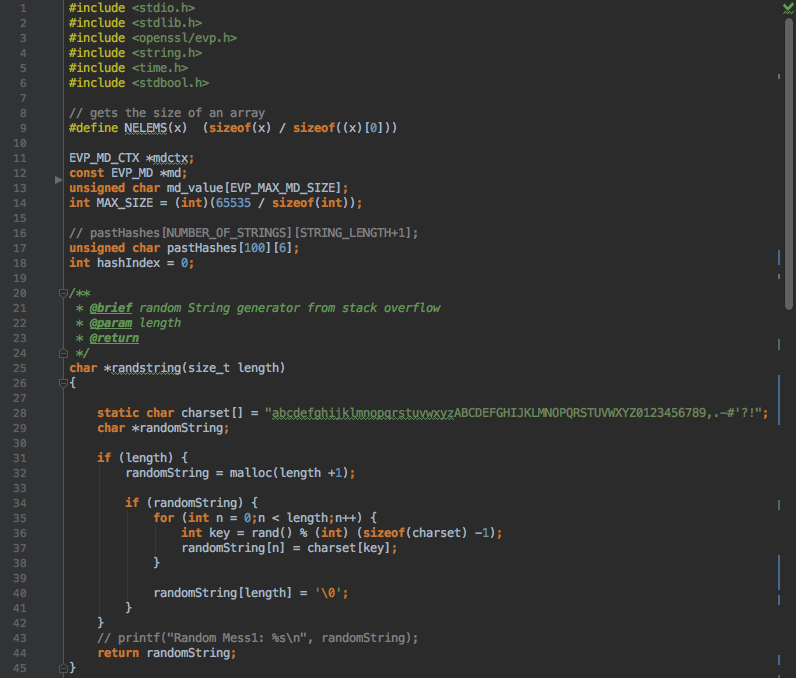 1 #include <stdio.h>
2 #include <stdlib.h>
3 #include <openssl/evp.h>
4 #include <string.h>
5 #include <time.h>
6 #include <stdbool.h>
7
8 // gets the size of an array
9 #define NELEMS(x)  (sizeof(x) / sizeof((x)[0]))
10
11 EVP_MD_CTX *mdctx;
12 const EVP_MD *md;
13 unsigned char md_value[EVP_MAX_MD_SIZE];
14 int MAX_SIZE = (int)(65535 / sizeof(int));
15
16 // pastHashes[NUMBER_OF_STRINGS][STRING_LENGTH+1];
17 unsigned char pastHashes[100][6];
18 int hashIndex = 0;
19
20 /**
21  * @brief random String generator from stack overflow
22  * @param length
23  * @return
24  */
25 char *randstring(size_t length)
26 {
27
28     static char charset[] = "abcdefghijklmnopqrstuvwxyzABCDEFGHIJKLMNOPQRSTUVWXYZ0123456789,.-#'?!";
29     char *randomString;
30
31     if (length) {
32         randomString = malloc(length +1);
33
34         if (randomString) {
35             for (int n = 0;n < length;n++) {
36                 int key = rand() % (int) (sizeof(charset) -1);
37                 randomString[n] = charset[key];
38             }
39
40             randomString[length] = '\0';
41         }
42     }
43     // printf("Random Mess1: %s\n", randomString);
44     return randomString;
45 }